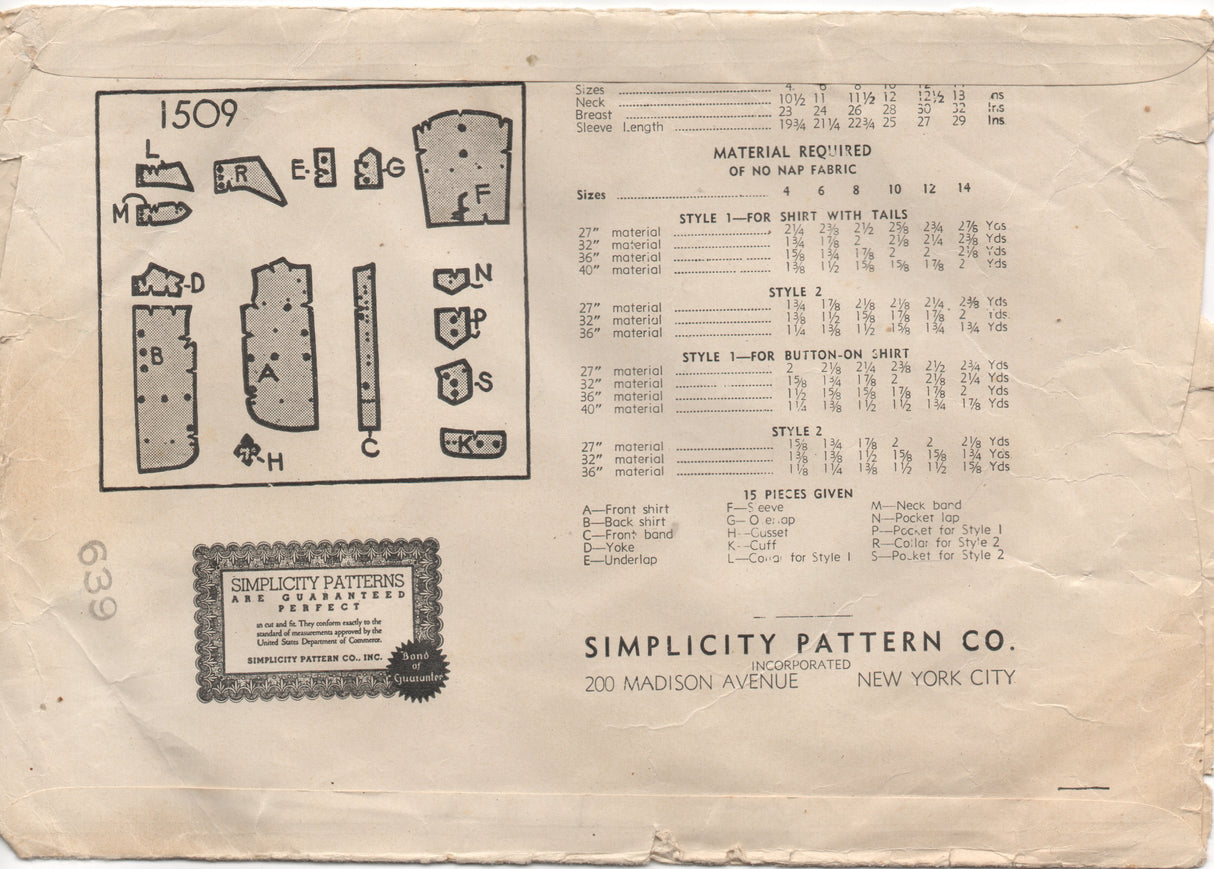 1509
L
R
E
G
F
M
D
N
P
B
A
S
H
C
K
639
SIMPLICITY PATTERNS
ARE GUARANTEED
PERFECT
in cut and fit. They conform exactly to the
standard of measurements approved by the
United States Department of Commerce.
SIMPLICITY PATTERN CO., INC.
Bond
of
Guarantee
Sizes 4 6 8 10 12 14
Neck 10½ 11 11½ 12 12½ 13 Ins
Breast 23 24 26 28 30 32 Ins
Sleeve Length 19¾ 21¼ 22¾ 25 27 29 Ins.
MATERIAL REQUIRED
OF NO NAP FABRIC
Sizes 4 6 8 10 12 14
STYLE 1—FOR SHIRT WITH TAILS
27" material 2¼ 2⅜ 2½ 2⅝ 2¾ 2⅞ Yds
32" material 1¾ 1⅞ 2 2⅛ 2¼ 2⅜ Yds
36" material 1⅝ 1¾ 1⅞ 2 2 2⅛ Yds
40" material 1⅜ 1½ 1⅝ 1⅝ 1⅞ 2 Yds
STYLE 2
27" material 1¾ 1⅞ 2⅛ 2⅛ 2¼ 2⅜ Yds
32" material 1⅜ 1½ 1⅝ 1⅞ 1⅞ 2 Yds.
36" material 1¼ 1⅜ 1½ 1⅝ 1¾ 1¾ Yds
STYLE 1—FOR BUTTON-ON SHIRT
27" material 2 2⅛ 2¼ 2⅜ 2½ 2¾ Yds
32" material 1⅝ 1¾ 1⅞ 2 2⅛ 2¼ Yds
36" material 1½ 1⅝ 1⅝ 1⅞ 1⅞ 2 Yds
40" material 1¼ 1⅜ 1½ 1½ 1¾ 1⅞ Yds
STYLE 2
27" material 1⅝ 1¾ 1⅞ 2 2 2⅛ Yds
32" material 1⅜ 1⅜ 1½ 1⅝ 1⅝ 1¾ Yds
36" material 1⅛ 1¼ 1⅜ 1½ 1½ 1⅝ Yds
15 PIECES GIVEN
A—Front shirt
B—Back shirt
C—Front band
D—Yoke
E—Underlap
F—Sleeve
G—Overlap
H—Gusset
K—Cuff
L—Collar for Style 1
M—Neck band
N—Pocket lap
P—Pocket for Style 1
R—Collar for Style 2
S—Pocket for Style 2
SIMPLICITY PATTERN CO.
INCORPORATED
200 MADISON AVENUE NEW YORK CITY